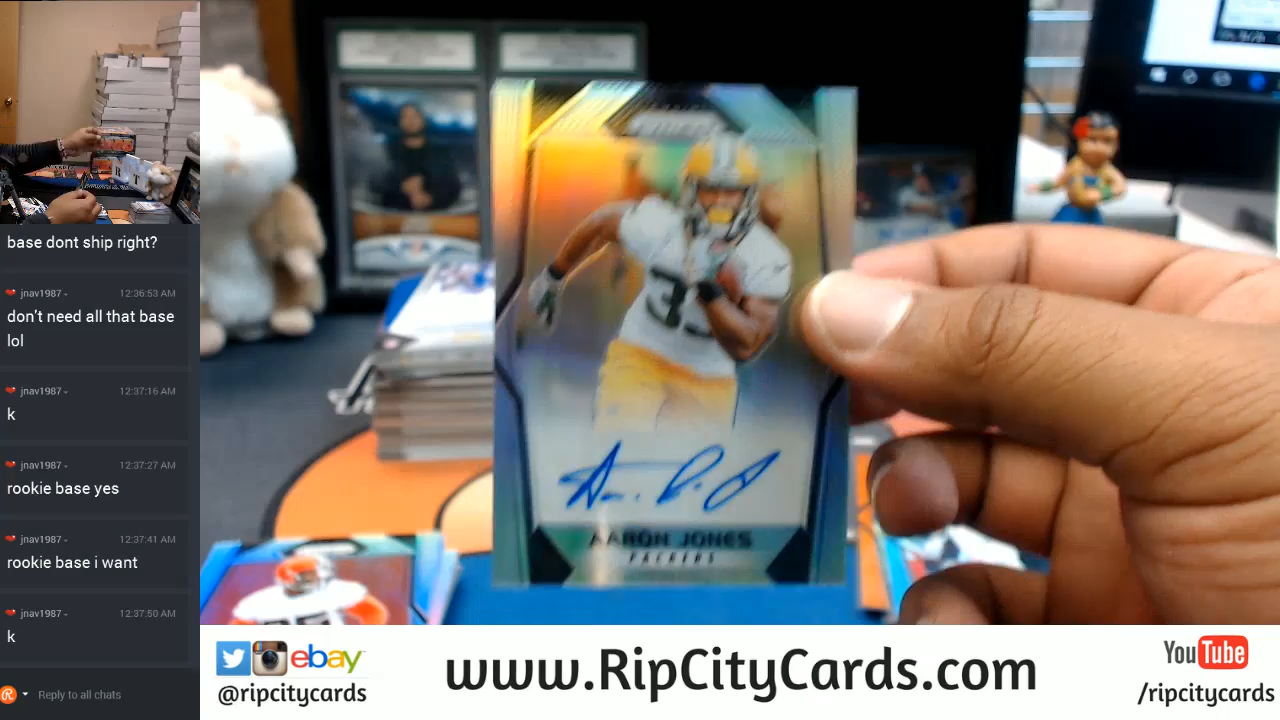 base dont ship right?
jnav1987
12:36:53 AM
don't need all that base
lol
jnav1987
12:37:16 AM
k
jnav1987
12:37:27 AM
rookie base yes
jnav1987
12:37:41 AM
rookie base i want
jnav1987
12:37:50 AM
k
Reply to all chats
AARON JONES
PACKERS
ebay
@ripcitycards
www.RipCityCards.com
YouTube
/ripcitycards